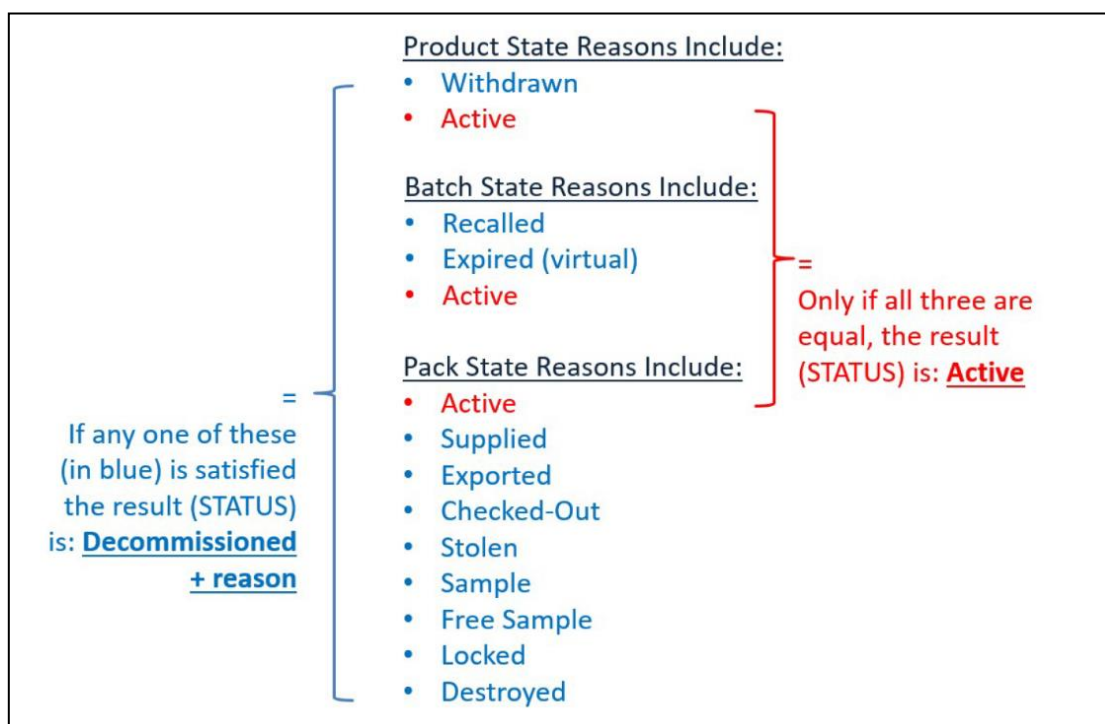 Product State Reasons Include:
• Withdrawn
• Active
Batch State Reasons Include:
• Recalled
• Expired (virtual)
• Active
Pack State Reasons Include:
• Active
• Supplied
• Exported
• Checked-Out
• Stolen
• Sample
• Free Sample
• Locked
• Destroyed
=
If any one of these
(in blue) is satisfied
the result (STATUS)
is: Decommissioned
+ reason
=
Only if all three are
equal, the result
(STATUS) is: Active